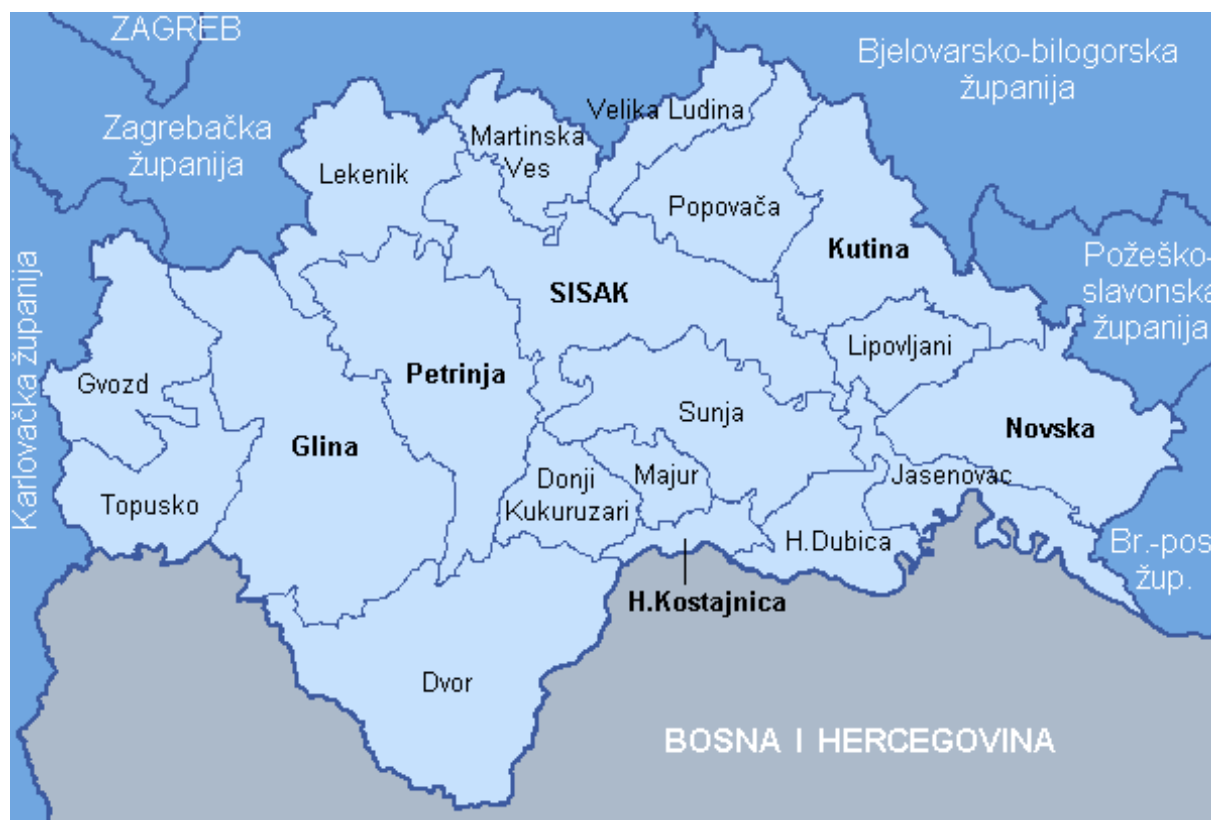 ZAGREB
Bjelovarsko-bilogorska
županija
Velika Ludina
Zagrebačka
županija
Martinska
Ves
Lekenik
Popovača
Kutina
Požeško-
slavonska
županija
Karlovačka županija
SISAK
Lipovljani
Gvozd
Petrinja
Sunja
Novska
Glina
Donji
Kukuruzari
Majur
Jasenovac
Topusko
H.Dubica
Br.-pos
žup.
H.Kostajnica
Dvor
BOSNA I HERCEGOVINA